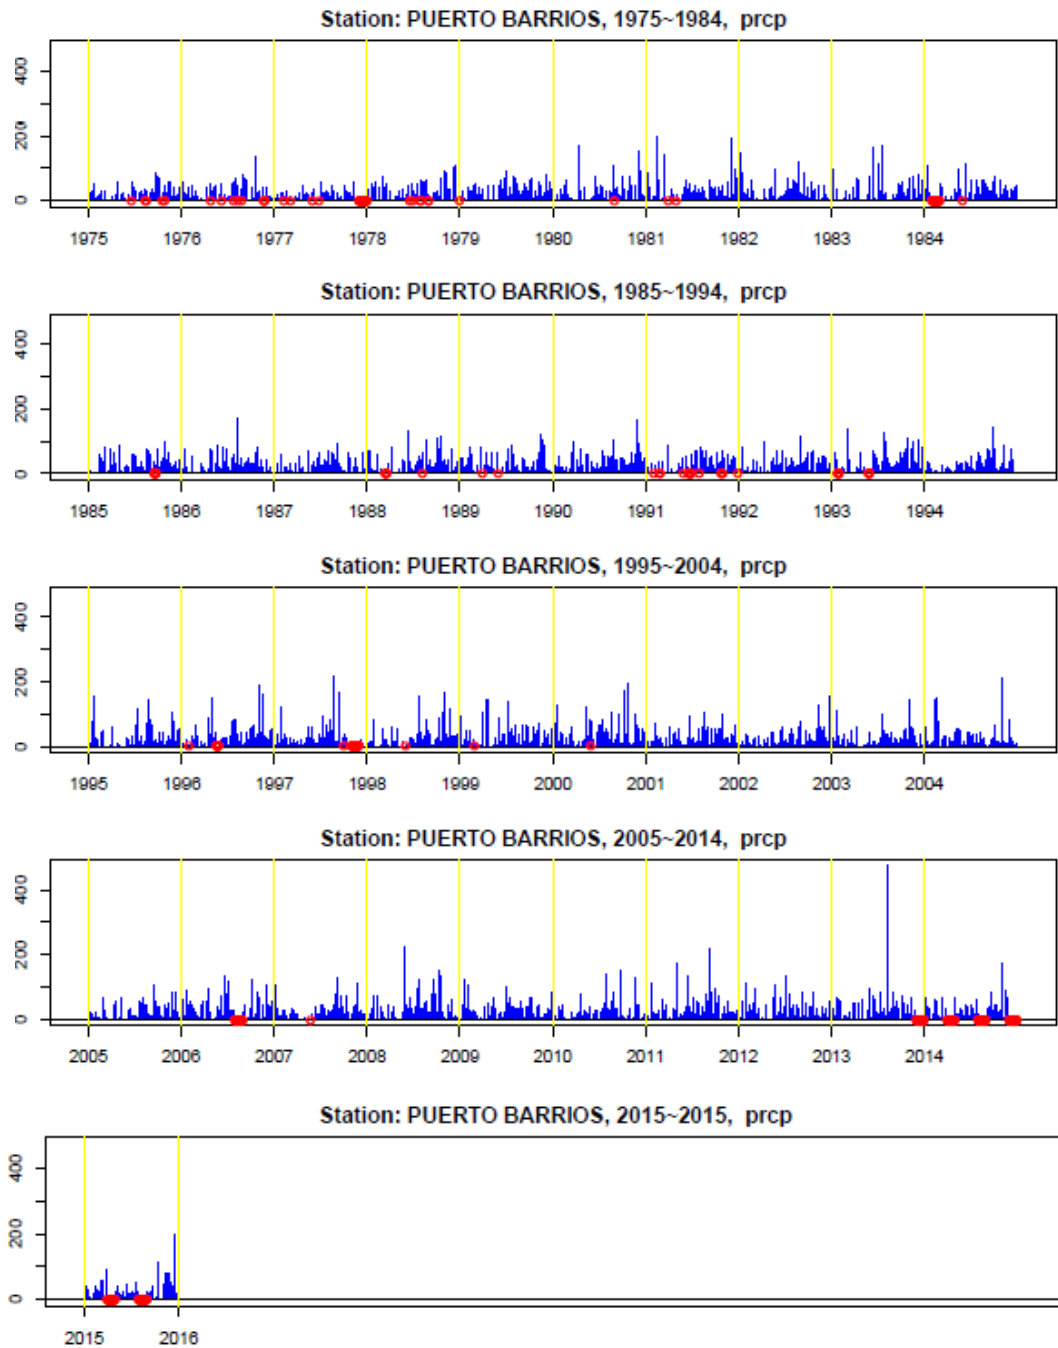 Station: PUERTO BARRIOS, 1975~1984, prcp
400
200
0
1975 1976 1977 1978 1979 1980 1981 1982 1983 1984
Station: PUERTO BARRIOS, 1985~1994, prcp
400
200
0
1985 1986 1987 1988 1989 1990 1991 1992 1993 1994
Station: PUERTO BARRIOS, 1995~2004, prcp
400
200
0
1995 1996 1997 1998 1999 2000 2001 2002 2003 2004
Station: PUERTO BARRIOS, 2005~2014, prcp
400
200
0
2005 2006 2007 2008 2009 2010 2011 2012 2013 2014
Station: PUERTO BARRIOS, 2015~2015, prcp
400
200
0
2015 2016